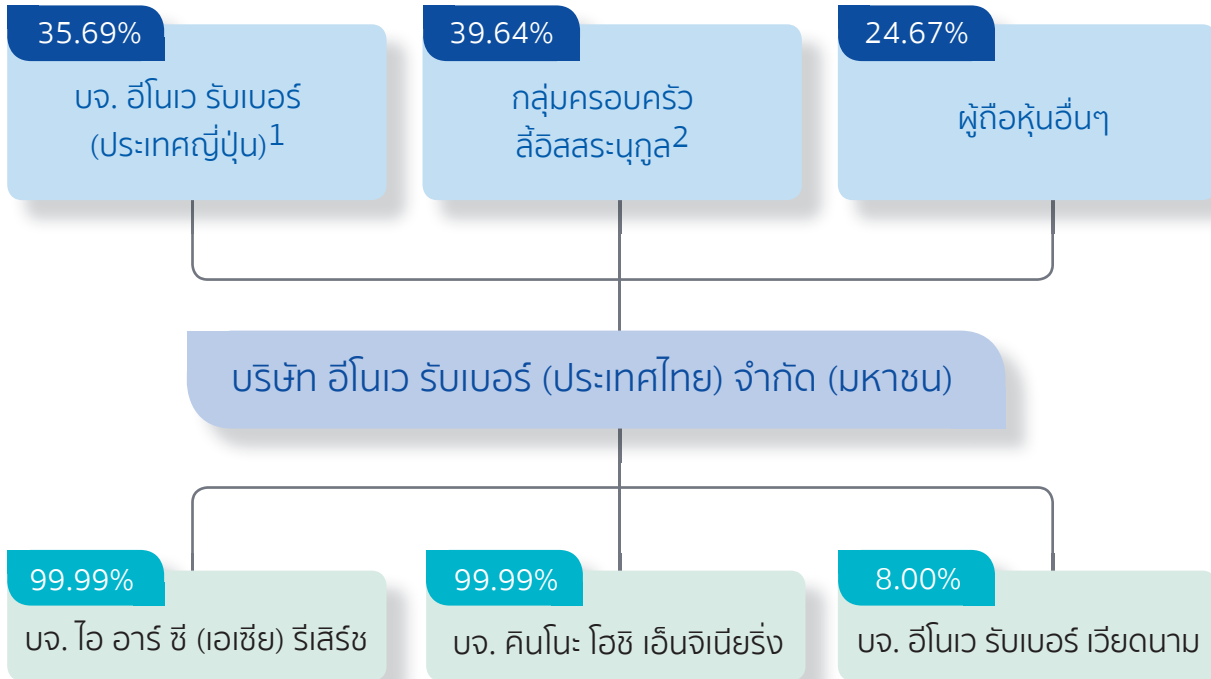 35.69%
บจ. อีโนเว รับเบอร์
(ประเทศญี่ปุ่น)1
39.64%
กลุ่มครอบครัว
ลี้อิสสระนุกูล2
24.67%
ผู้ถือหุ้นอื่นๆ
บริษัท อีโนเว รับเบอร์ (ประเทศไทย) จำกัด (มหาชน)
99.99%
บจ. ไอ อาร์ ซี (เอเซีย) รีเสิร์ช
99.99%
บจ. คินโนะ โฮชิ เอ็นจิเนียริ่ง
8.00%
บจ. อีโนเว รับเบอร์ เวียดนาม